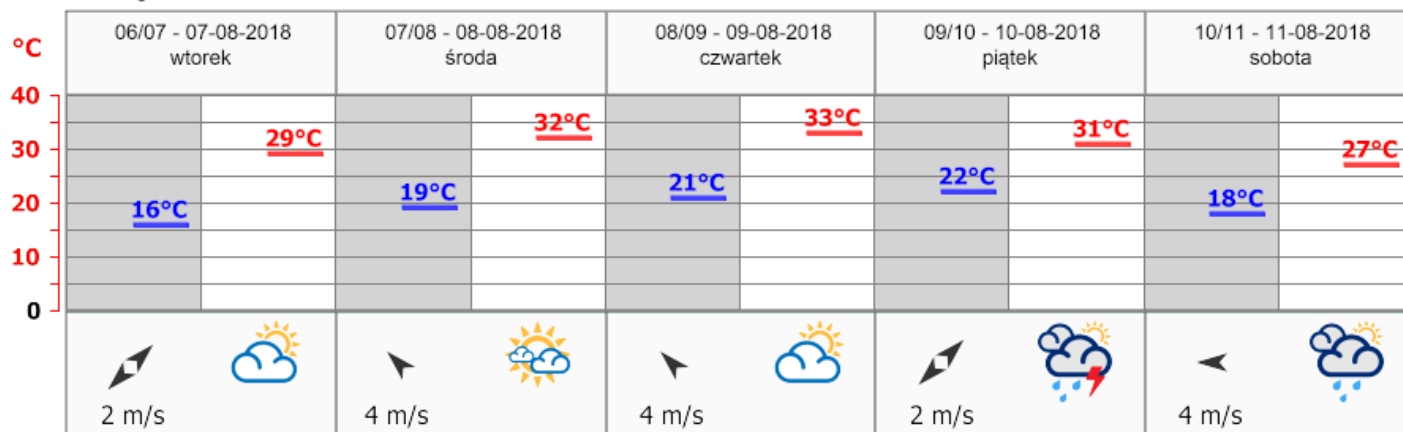 °C
06/07 - 07-08-2018
wtorek
07/08 - 08-08-2018
środa
08/09 - 09-08-2018
czwartek
09/10 - 10-08-2018
piątek
10/11 - 11-08-2018
sobota
40
30
20
10
0
16°C
29°C
19°C
32°C
21°C
33°C
22°C
31°C
18°C
27°C
2 m/s
4 m/s
4 m/s
2 m/s
4 m/s